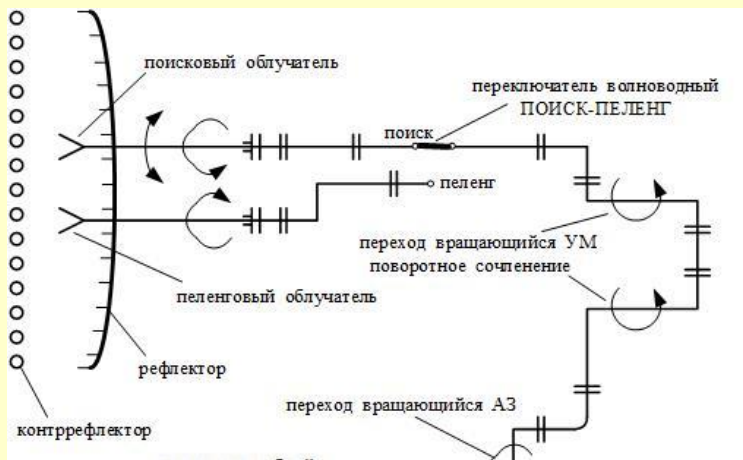 поисковый облучатель
переключатель волноводный
ПОИСК-ПЕЛЕНГ
поиск
пеленг
переход вращающийся УМ
поворотное сочленение
пеленговый облучатель
рефлектор
переход вращающийся АЗ
контррефлектор